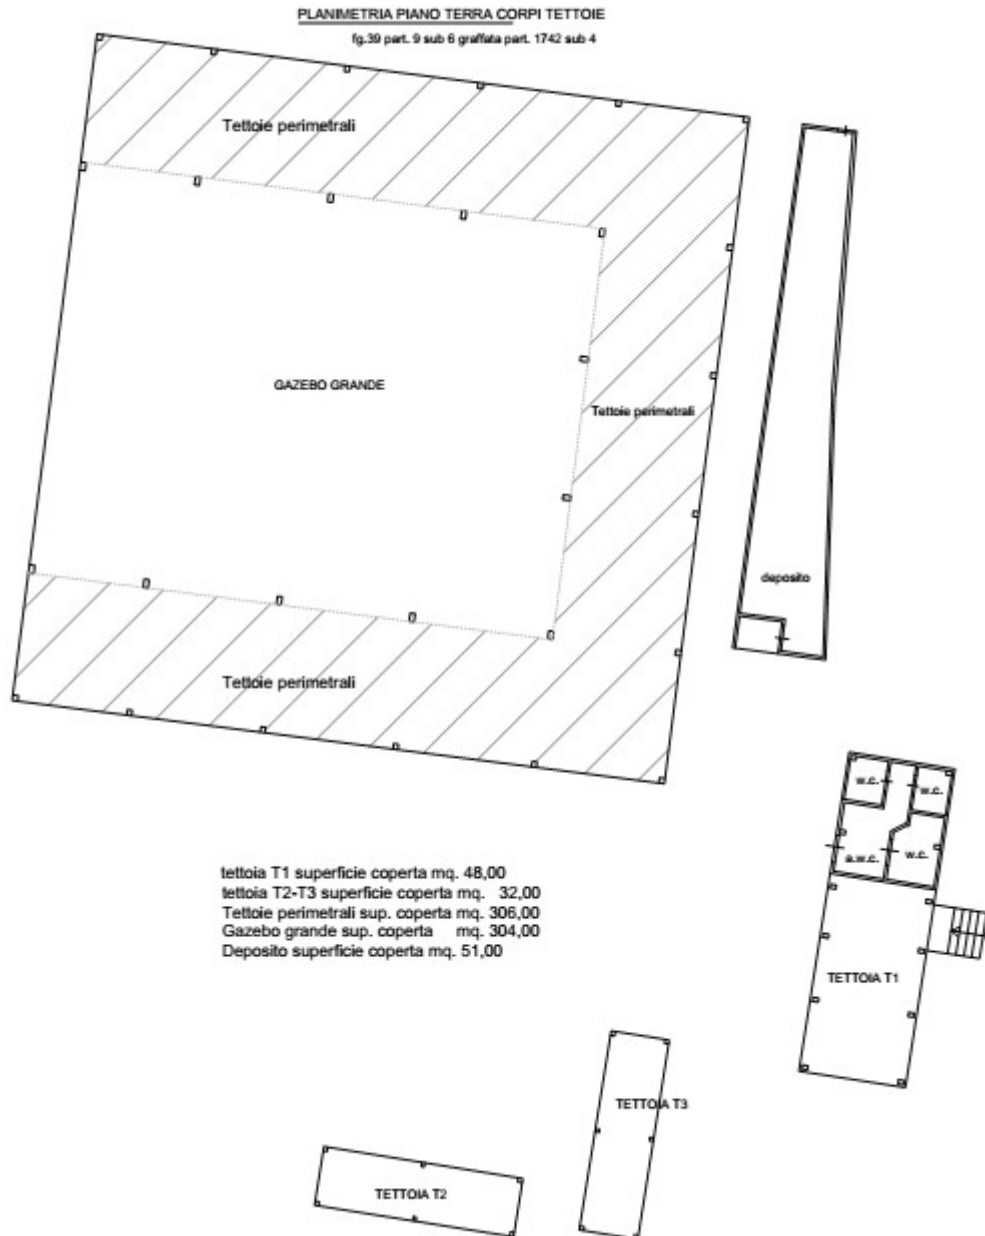 PLANIMETRIA PIANO TERRA CORPI TETTOIE
fg.39 part. 9 sub 6 graffata part. 1742 sub 4
Tettoie perimetrali
GAZEBO GRANDE
Tettoie perimetrali
deposito
Tettoie perimetrali
w.c.
w.c.
a.w.c.
w.c.
tettoia T1 superficie coperta mq. 48,00
tettoia T2-T3 superficie coperta mq. 32,00
Tettoie perimetrali sup. coperta mq. 306,00
Gazebo grande sup. coperta mq. 304,00
Deposito superficie coperta mq. 51,00
TETTOIA T1
TETTOIA T3
TETTOIA T2